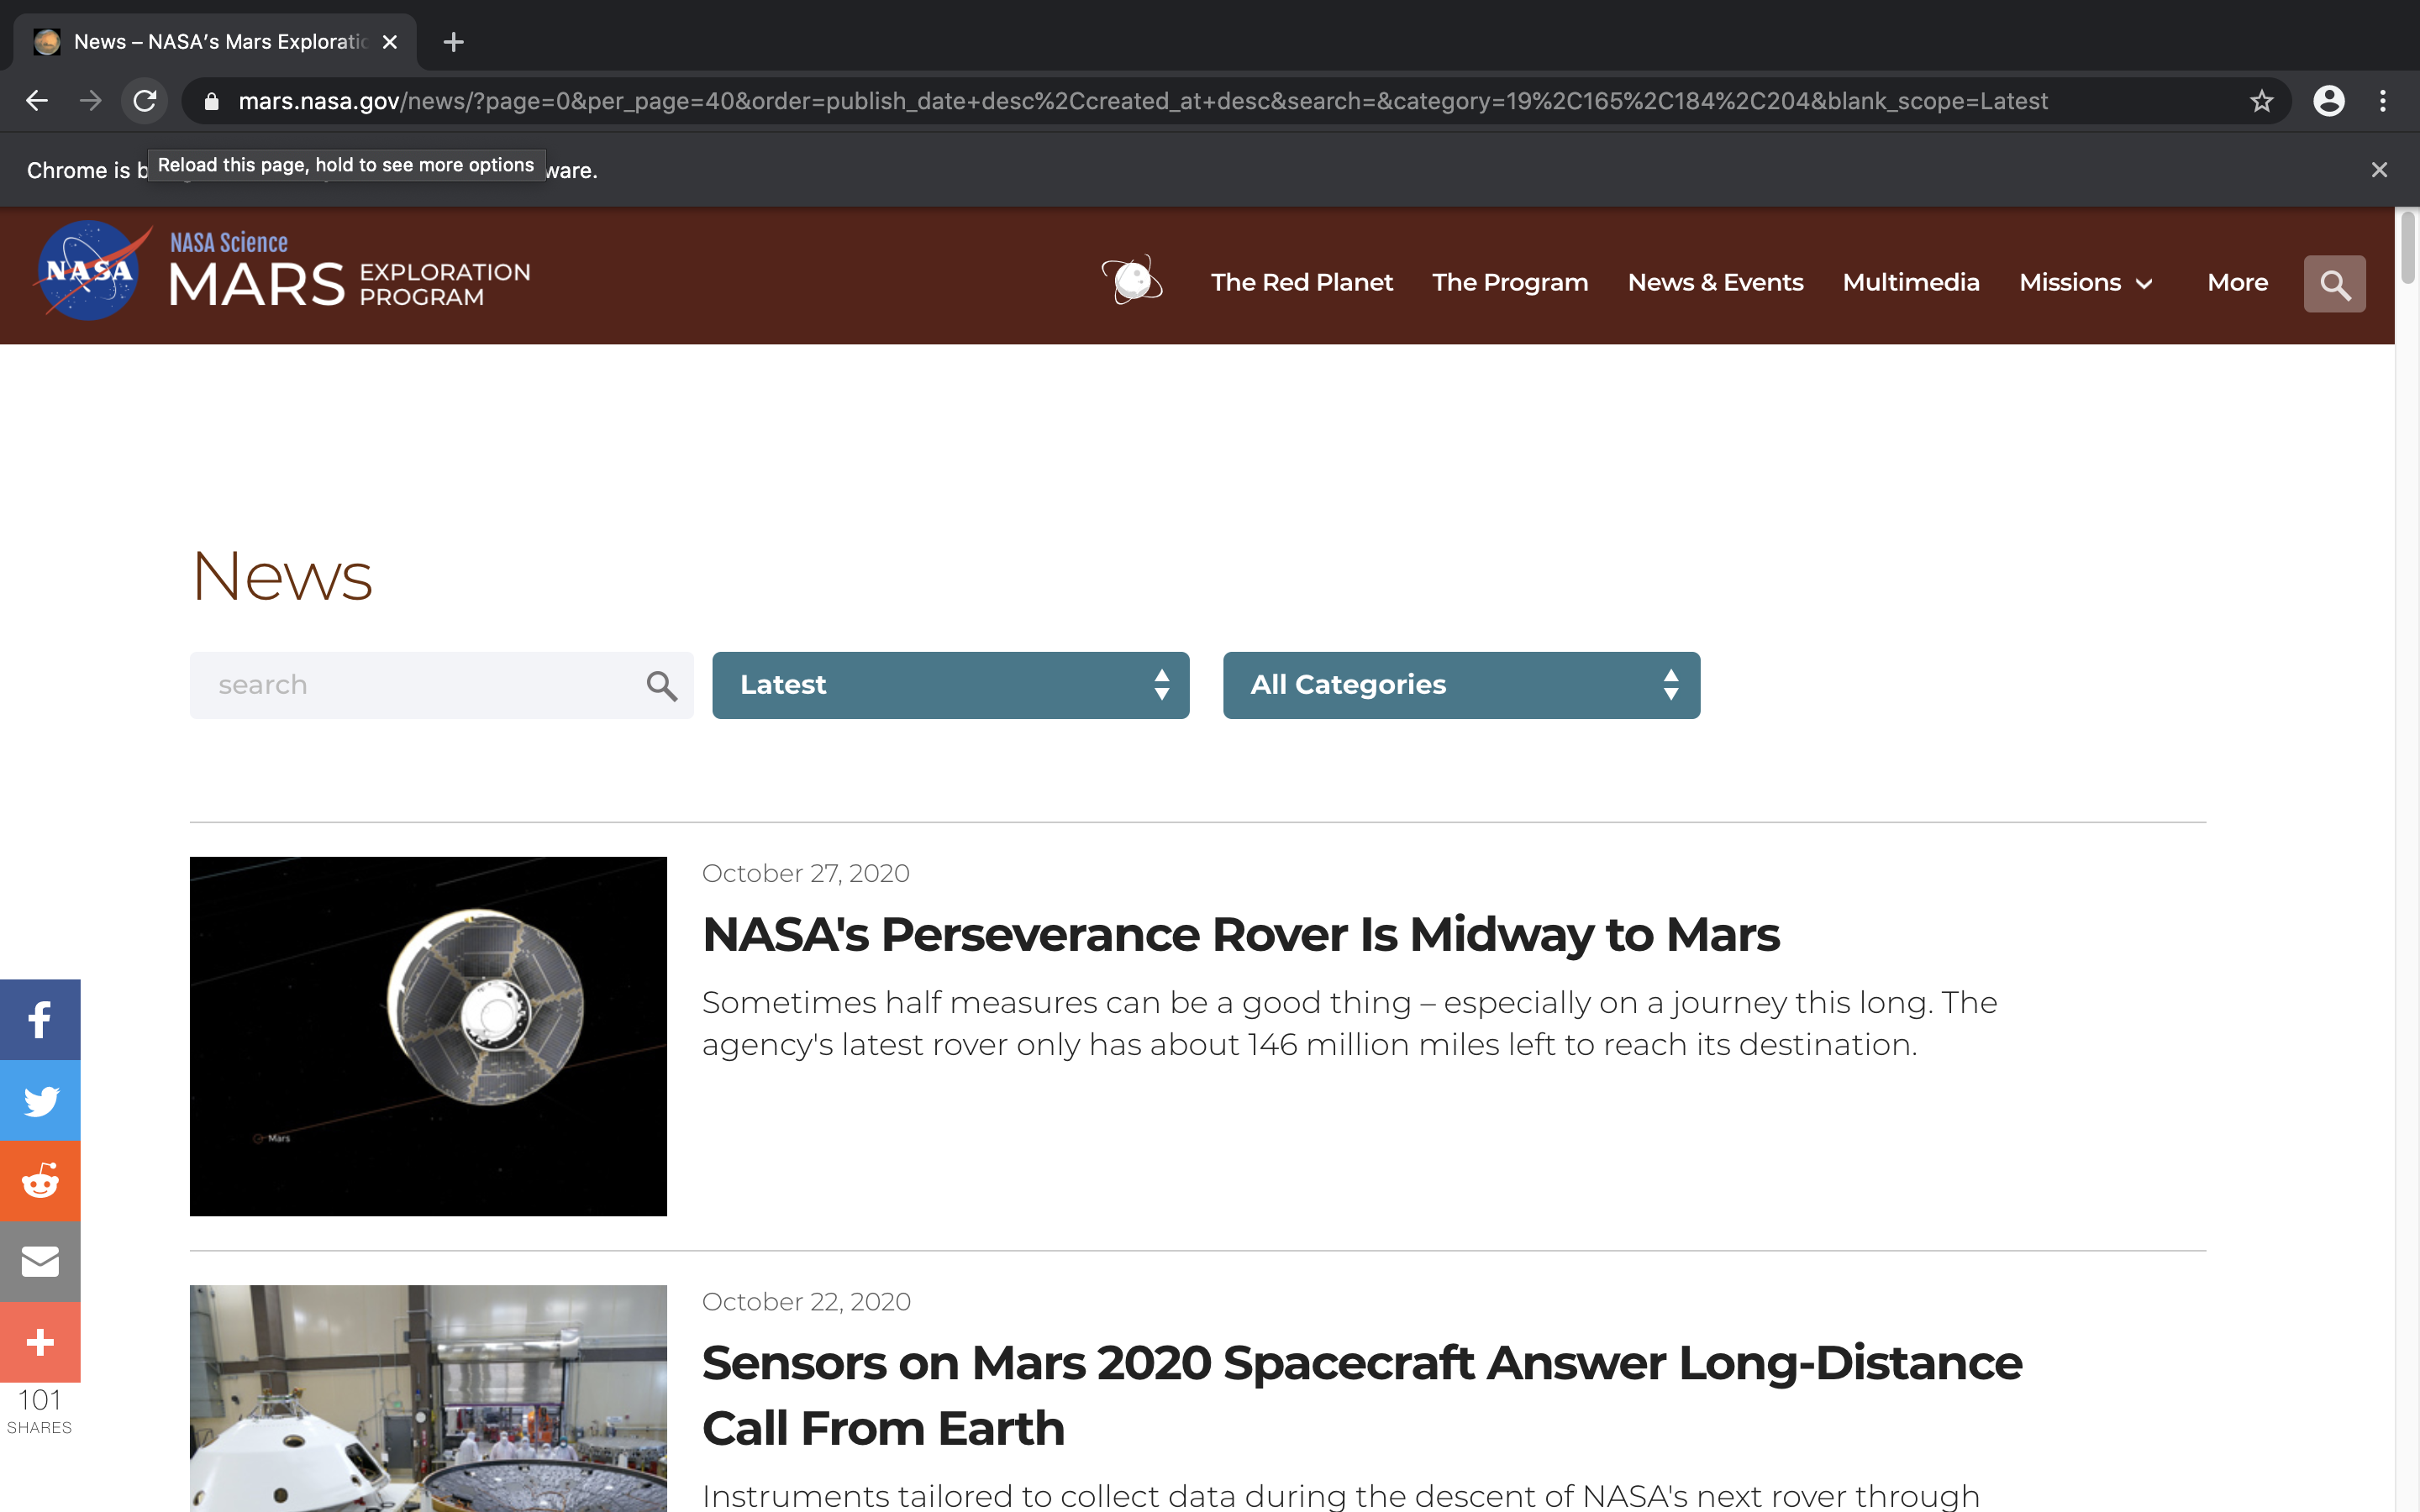 News – NASA's Mars Exploratio
mars.nasa.gov/news/?page=0&per_page=40&order=publish_date+desc%2Ccreated_at+desc&search=&category=19%2C165%2C184%2C204&blank_scope=Latest
Chrome is b ware.
Reload this page, hold to see more options
NASA
NASA Science
MARS EXPLORATION PROGRAM
The Red Planet The Program News & Events Multimedia Missions More
News
search Latest All Categories
Mars
October 27, 2020
NASA's Perseverance Rover Is Midway to Mars
Sometimes half measures can be a good thing – especially on a journey this long. The
agency's latest rover only has about 146 million miles left to reach its destination.
101
SHARES
October 22, 2020
Sensors on Mars 2020 Spacecraft Answer Long-Distance
Call From Earth
Instruments tailored to collect data during the descent of NASA's next rover through